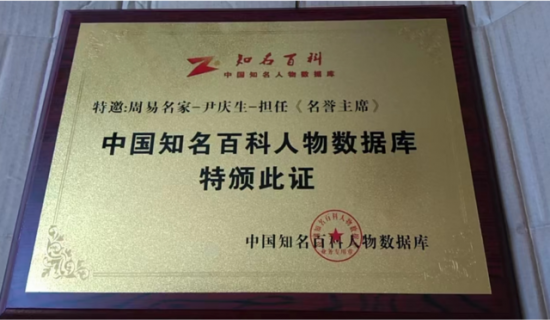 知名百科
中国知名人物数据库
特邀:周易名家-尹庆生-担任《名誉主席》
中国知名百科人物数据库
特颁此证
中国知名百科人物数据库